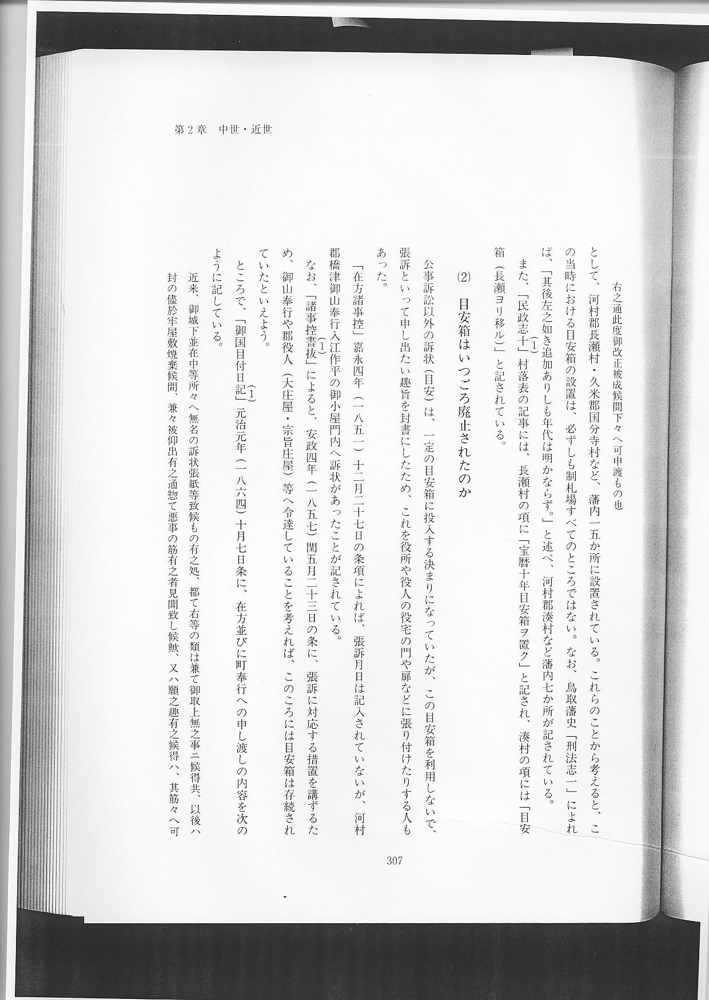 第2章　中世・近世
右之通此度御改正被成候間下々へ可申渡もの也
として、河村郡長瀬村・久米郡国分寺村など、藩内一五か所に設置されている。これらのことから考えると、こ
の当時における目安箱の設置は、必ずしも制札場すべてのところではない。なお、鳥取藩史「刑法志一」によれ
ば、「其後左之如き追加ありしも年代は明かならず。」と述べ、河村郡湊村など藩内七か所が記されている。
また、「民政志十」(1)村落表の記事には、長瀬村の項に「宝暦十年目安箱ヲ置ク」と記され、湊村の項には「目安
箱（長瀬ヨリ移ル）」と記されている。
(2)　目安箱はいつごろ廃止されたのか
公事訴訟以外の訴状（目安）は、一定の目安箱に投入する決まりになっていたが、この目安箱を利用しないで、
張訴といって申し出たい趣旨を封書にしたため、これを役所や役人の役宅の門や扉などに張り付けたりする人も
あった。
「在方諸事控」嘉永四年（一八五一）十二月二十七日の条項によれば、張訴月日は記入されていないが、河村
郡橋津御山奉行入江作平の御小屋門内へ訴状があったことが記されている。
なお、「諸事控書抜」(1)によると、安政四年（一八五七）閏五月二十三日の条に、張訴に対応する措置を講ずるた
め、御山奉行や郡役人（大庄屋・宗旨庄屋）等へ令達していることを考えれば、このころには目安箱は存続され
ていたといえよう。
ところで、「御国目付日記」(1)元治元年（一八六四）十月七日条に、在方並びに町奉行への申し渡しの内容を次の
ように記している。
近来、御城下並在中等所々へ無名の訴状張紙等致候もの有之処、都て右等の類は兼て御取上無之事ニ候得共、以後ハ
封の儘於牢屋敷焼棄候間、兼々被仰出有之通惣て悪事の筋有之者見聞致し候歟、又ハ願之趣有之候得ハ、其筋々へ可
307